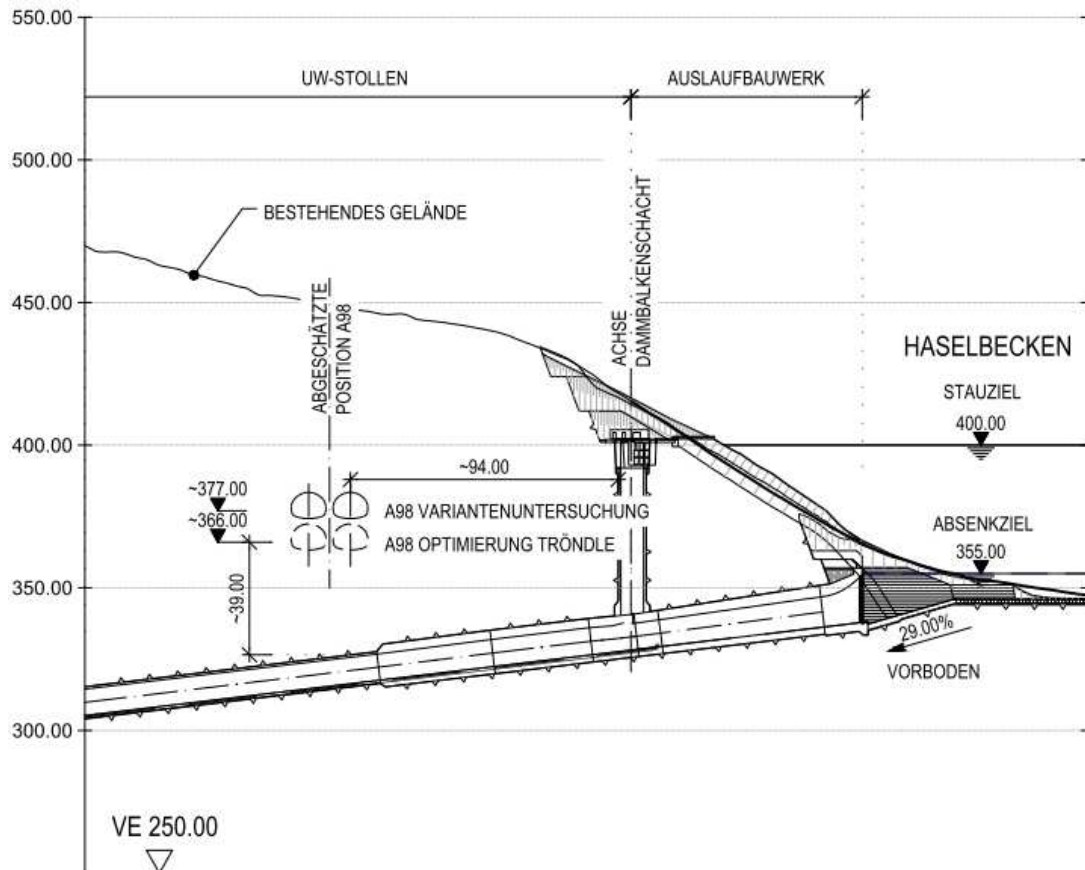 550.00
UW-STOLLEN
AUSLAUFBAUWERK
500.00
BESTEHENDES GELÄNDE
ABGESCHÄTZTE
POSITION A98
ACHSE
DAMMBALKENSCHACHT
450.00
HASELBECKEN
STAUZIEL
400.00
400.00
~94.00
~377.00
A98 VARIANTENUNTERSUCHUNG
~366.00
A98 OPTIMIERUNG TRÖNDLE
ABSENKZIEL
355.00
~39.00
350.00
29.00%
VORBODEN
300.00
VE 250.00